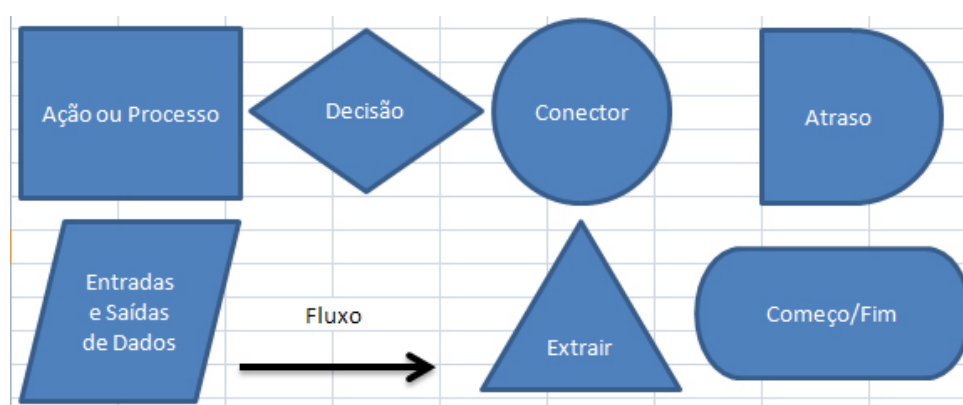 Ação ou Processo
Decisão
Conector
Atraso
Entradas
e Saídas
de Dados
Fluxo
Extrair
Começo/Fim